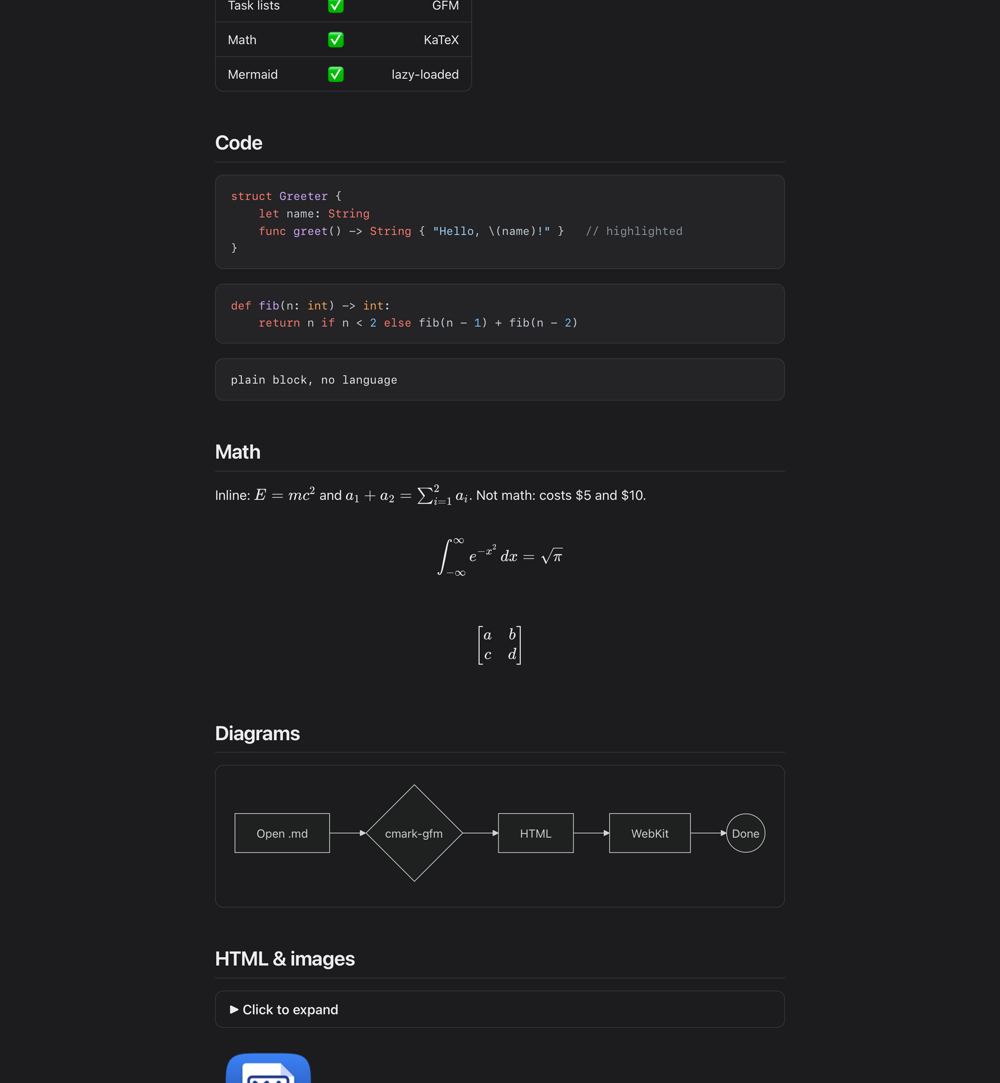 Task lists ✅ GFM
Math ✅ KaTeX
Mermaid ✅ lazy-loaded
Code
struct Greeter {
    let name: String
    func greet() -> String { "Hello, \(name)!" }   // highlighted
}
def fib(n: int) -> int:
    return n if n < 2 else fib(n - 1) + fib(n - 2)
plain block, no language
Math
Inline: E = mc² and a₁ + a₂ = ∑ᵢ₌₁² aᵢ. Not math: costs $5 and $10.
∫_{-∞}^{∞} e^{-x²} dx = √π
[a b
c d]
Diagrams
Open .md
cmark-gfm
HTML
WebKit
Done
HTML & images
▶ Click to expand